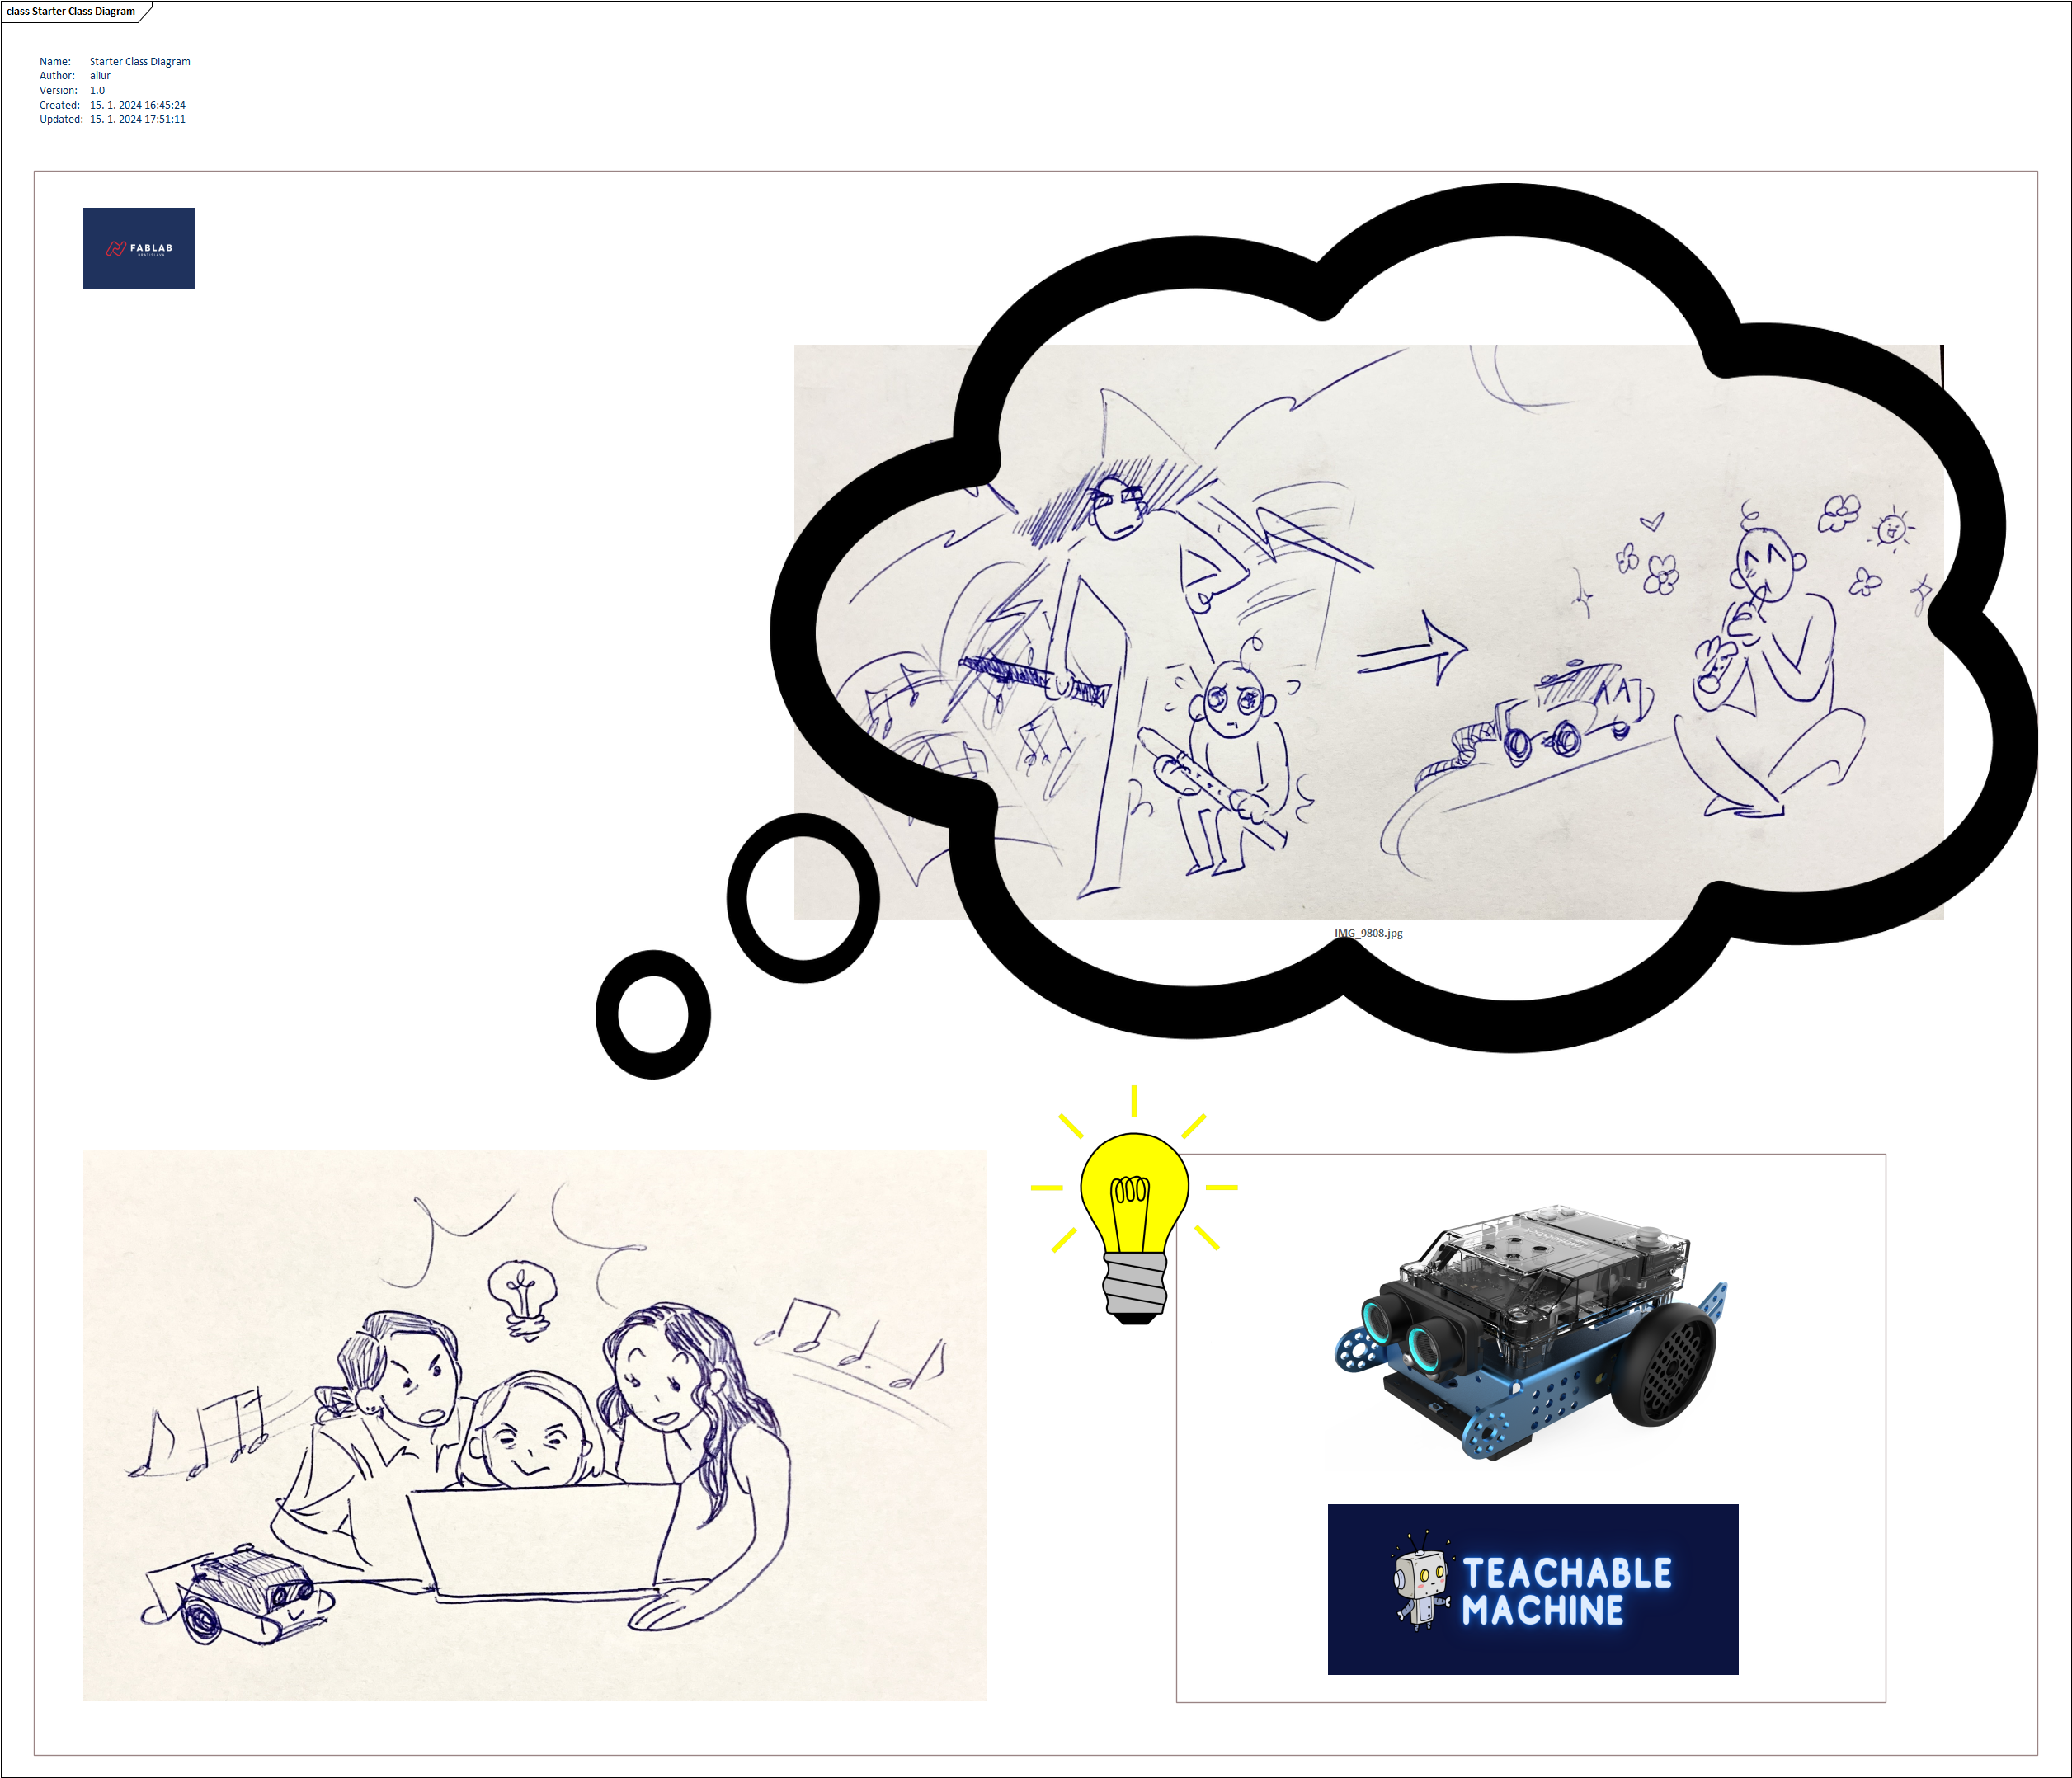 class Starter Class Diagram
Name: Starter Class Diagram
Author: aliur
Version: 1.0
Created: 15. 1. 2024 16:45:24
Updated: 15. 1. 2024 17:51:11
FABLAB
BRATISLAVA
IMG_9808.jpg
TEACHABLE
MACHINE